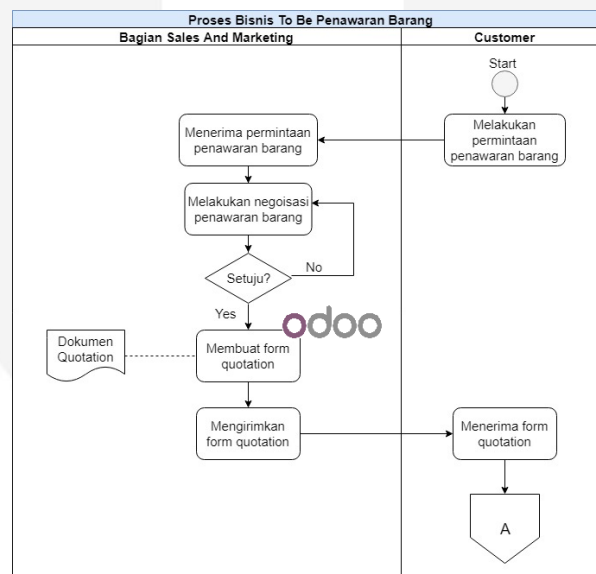 Proses Bisnis To Be Penawaran Barang
Bagian Sales And Marketing
Customer
Start
Melakukan
permintaan
penawaran barang
Menerima permintaan
penawaran barang
Melakukan negoisasi
penawaran barang
Setuju?
No
Yes
odoo
Dokumen
Quotation
Membuat form
quotation
Mengirimkan
form quotation
Menerima form
quotation
A